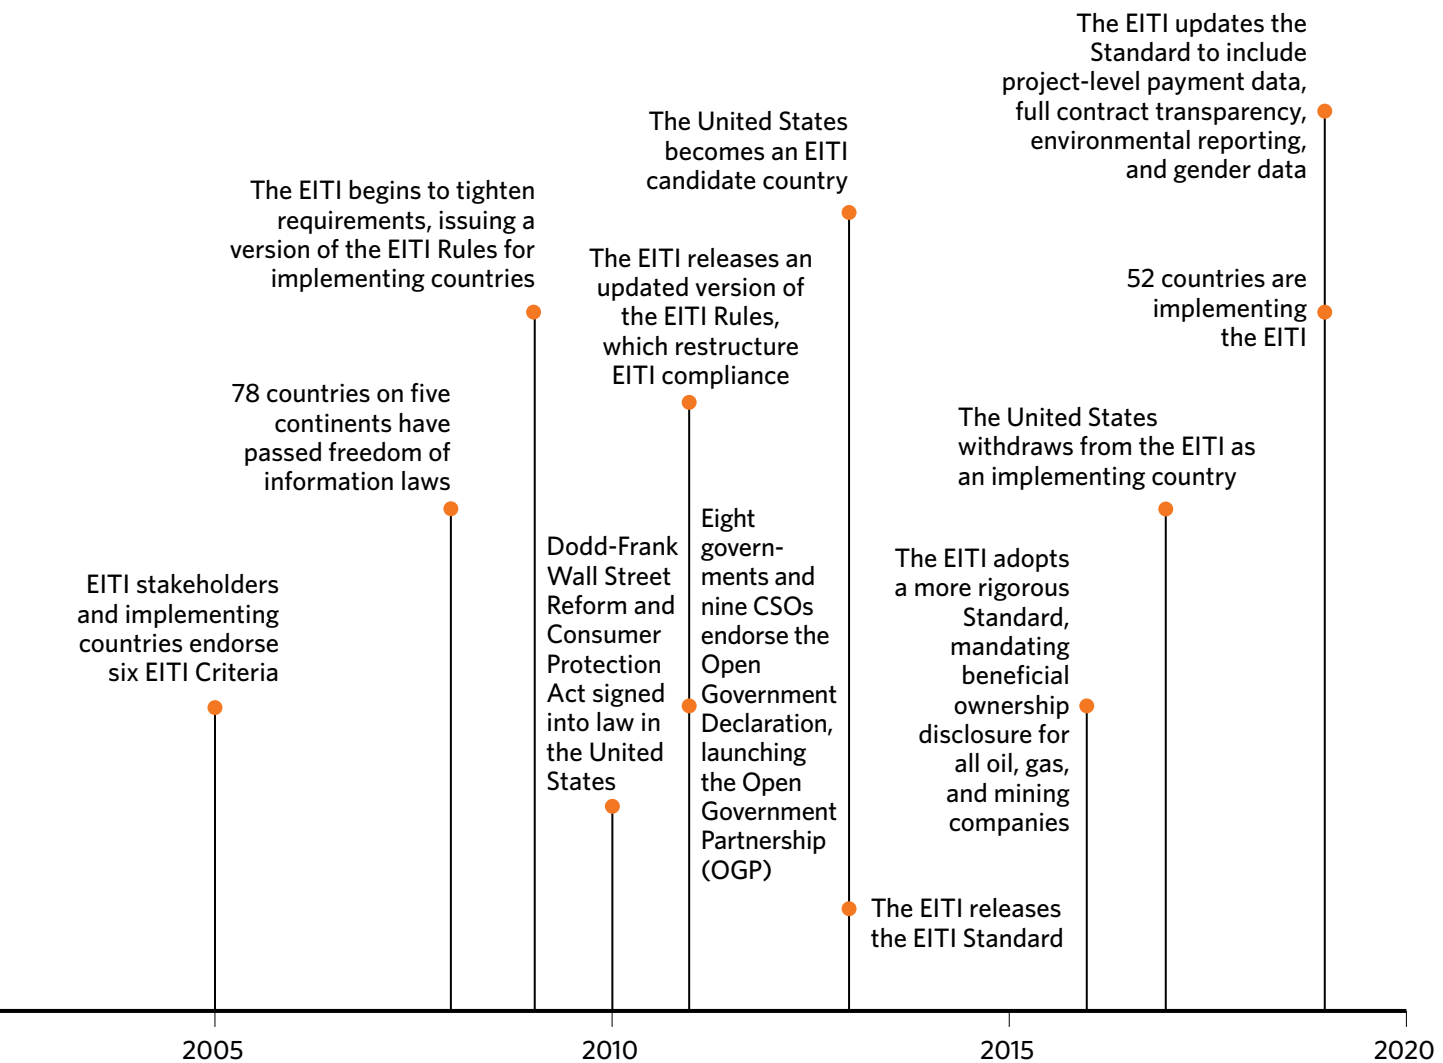 The EITI updates the
Standard to include
project-level payment data,
full contract transparency,
environmental reporting,
and gender data
The United States
becomes an EITI
candidate country
The EITI begins to tighten
requirements, issuing a
version of the EITI Rules for
implementing countries
The EITI releases an
updated version of
the EITI Rules,
which restructure
EITI compliance
52 countries are
implementing
the EITI
78 countries on five
continents have
passed freedom of
information laws
The United States
withdraws from the EITI as
an implementing country
EITI stakeholders
and implementing
countries endorse
six EITI Criteria
Dodd-Frank
Wall Street
Reform and
Consumer
Protection
Act signed
into law in
the United
States
Eight
govern-
ments and
nine CSOs
endorse the
Open
Government
Declaration,
launching
the Open
Government
Partnership
(OGP)
The EITI adopts
a more rigorous
Standard,
mandating
beneficial
ownership
disclosure for
all oil, gas,
and mining
companies
The EITI releases
the EITI Standard
2005
2010
2015
2020